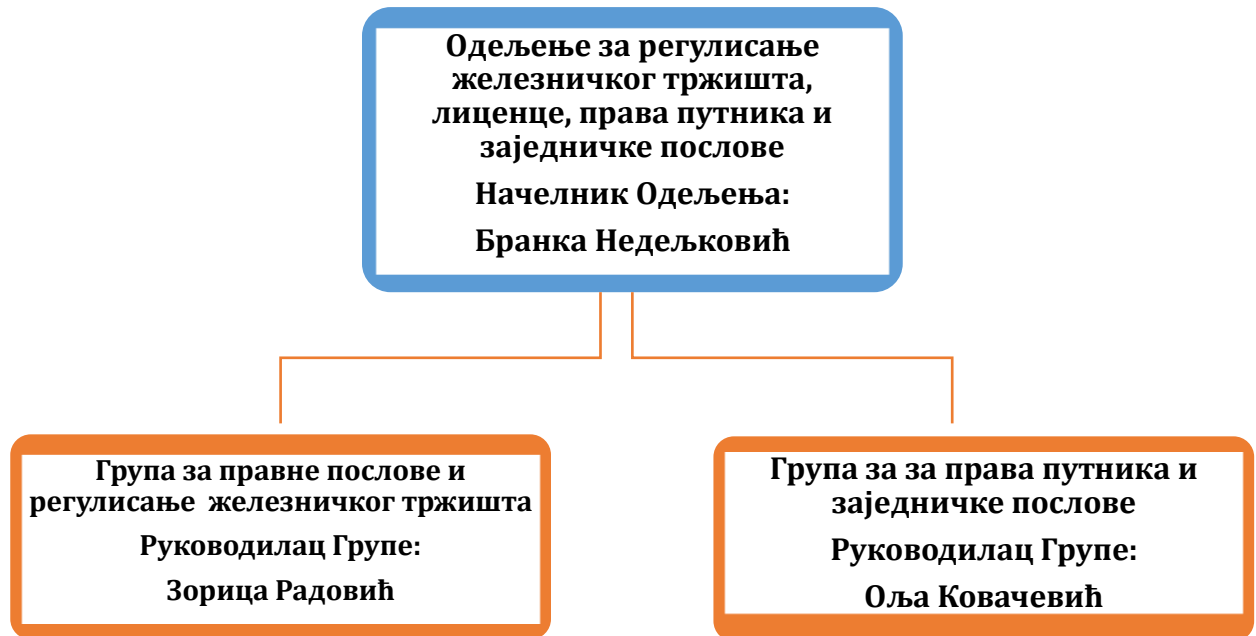 Одељење за регулисање
железничког тржишта,
лиценце, права путника и
заједничке послове
Начелник Одељења:
Бранка Недељковић
Група за правне послове и
регулисање железничког тржишта
Руководилац Групе:
Зорица Радовић
Група за за права путника и
заједничке послове
Руководилац Групе:
Оља Ковачевић